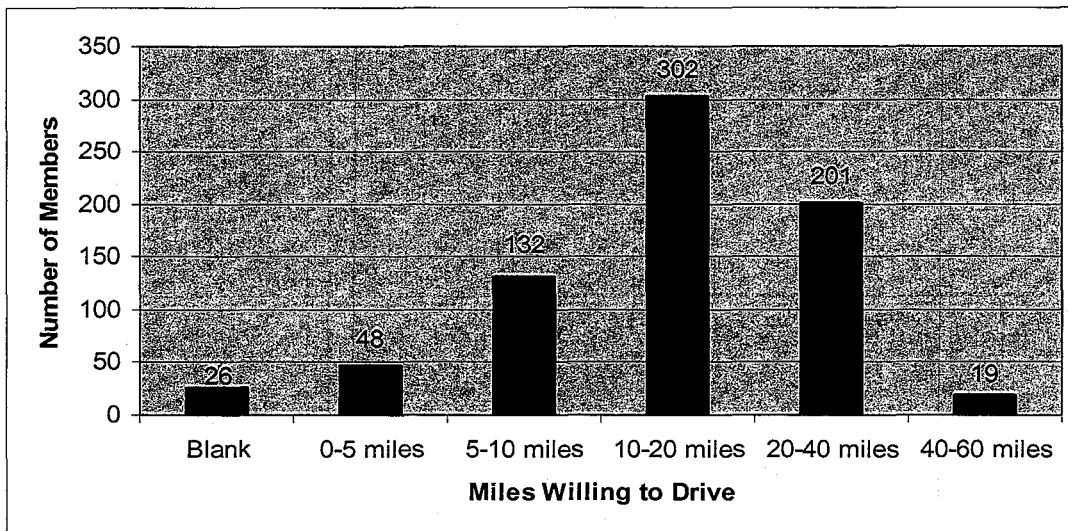 Number of Members
350
300
250
200
150
100
50
0
26
48
132
302
201
19
Blank
0-5 miles
5-10 miles
10-20 miles
20-40 miles
40-60 miles
Miles Willing to Drive